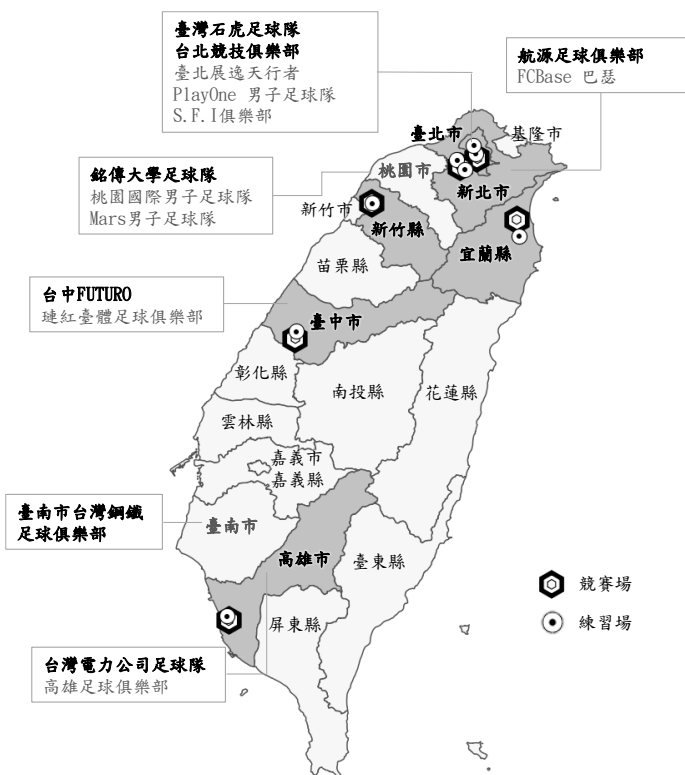 臺灣石虎足球隊
台北競技俱樂部
臺北展逸天行者
PlayOne 男子足球隊
S.F.I俱樂部
航源足球俱樂部
FCBase 巴瑟
臺北市
基隆市
桃園市
新北市
銘傳大學足球隊
桃園國際男子足球隊
Mars男子足球隊
新竹市
新竹縣
宜蘭縣
苗栗縣
台中FUTURO
璉紅臺體足球俱樂部
臺中市
彰化縣
南投縣
花蓮縣
雲林縣
嘉義市
嘉義縣
臺南市台灣鋼鐵
足球俱樂部
臺南市
高雄市
臺東縣
競賽場
練習場
屏東縣
台灣電力公司足球隊
高雄足球俱樂部